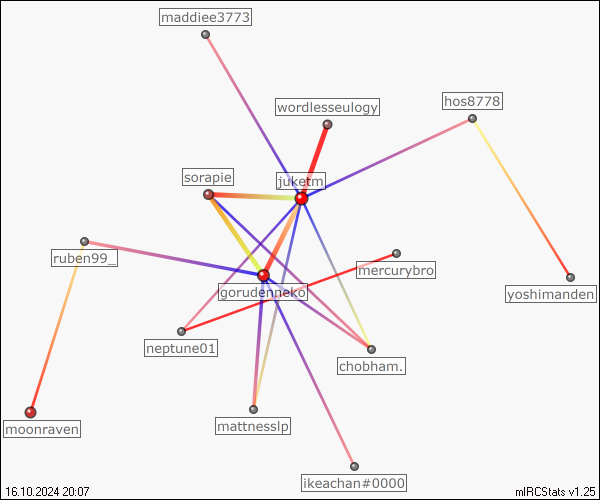 maddiee3773
hos8778
wordlesseulogy
sorapie
juketm
ruben99_
mercurybro
gorudenneko
yoshimanden
neptune01
chobham.
mattnesslp
moonraven
ikeachan#0000
16.10.2024 20:07
mIRCStats v1.25